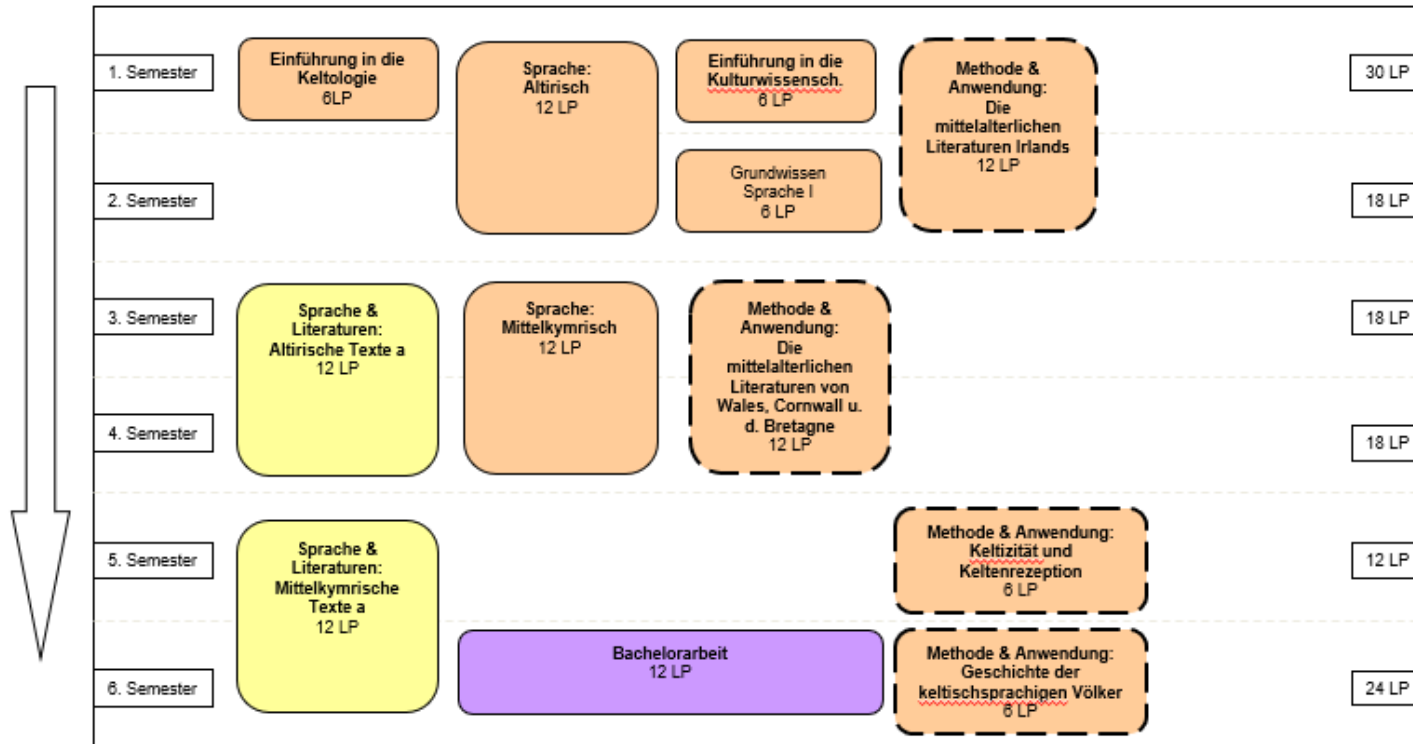 1. Semester
Einführung in die
Keltologie
6LP
Sprache:
Altirisch
12 LP
Einführung in die
Kulturwissensch.
6 LP
Methode &
Anwendung:
Die
mittelalterlichen
Literaturen Irlands
12 LP
30 LP
2. Semester
Grundwissen
Sprache I
6 LP
18 LP
3. Semester
Sprache &
Literaturen:
Altirische Texte a
12 LP
Sprache:
Mittelkymrisch
12 LP
Methode &
Anwendung:
Die
mittelalterlichen
Literaturen von
Wales, Cornwall u.
d. Bretagne
12 LP
18 LP
4. Semester
18 LP
5. Semester
Sprache &
Literaturen:
Mittelkymrische
Texte a
12 LP
Methode & Anwendung:
Keltizität und
Keltenrezeption
6 LP
12 LP
6. Semester
Bachelorarbeit
12 LP
Methode & Anwendung:
Geschichte der
keltischsprachigen Völker
6 LP
24 LP